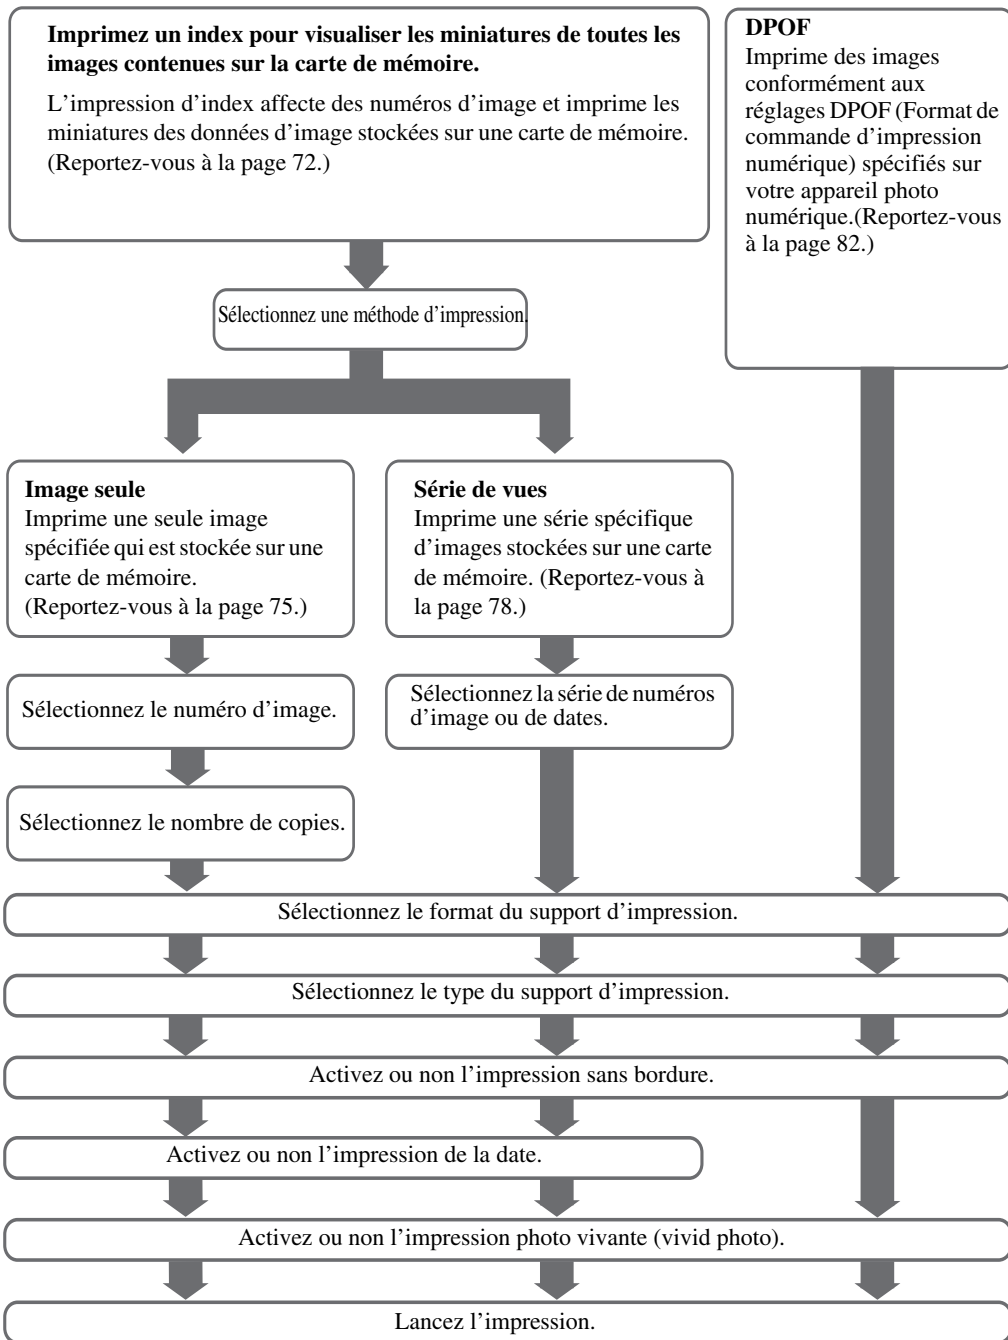 Imprimez un index pour visualiser les miniatures de toutes les
images contenues sur la carte de mémoire.
L’impression d’index affecte des numéros d’image et imprime les
miniatures des données d’image stockées sur une carte de mémoire.
(Reportez-vous à la page 72.)
DPOF
Imprime des images
conformément aux
réglages DPOF (Format de
commande d’impression
numérique) spécifiés sur
votre appareil photo
numérique.(Reportez-vous
à la page 82.)
Sélectionnez une méthode d’impression.
Image seule
Imprime une seule image
spécifiée qui est stockée sur une
carte de mémoire.
(Reportez-vous à la page 75.)
Série de vues
Imprime une série spécifique
d’images stockées sur une carte
de mémoire. (Reportez-vous à
la page 78.)
Sélectionnez le numéro d’image.
Sélectionnez la série de numéros
d’image ou de dates.
Sélectionnez le nombre de copies.
Sélectionnez le format du support d’impression.
Sélectionnez le type du support d’impression.
Activez ou non l’impression sans bordure.
Activez ou non l’impression de la date.
Activez ou non l’impression photo vivante (vivid photo).
Lancez l’impression.